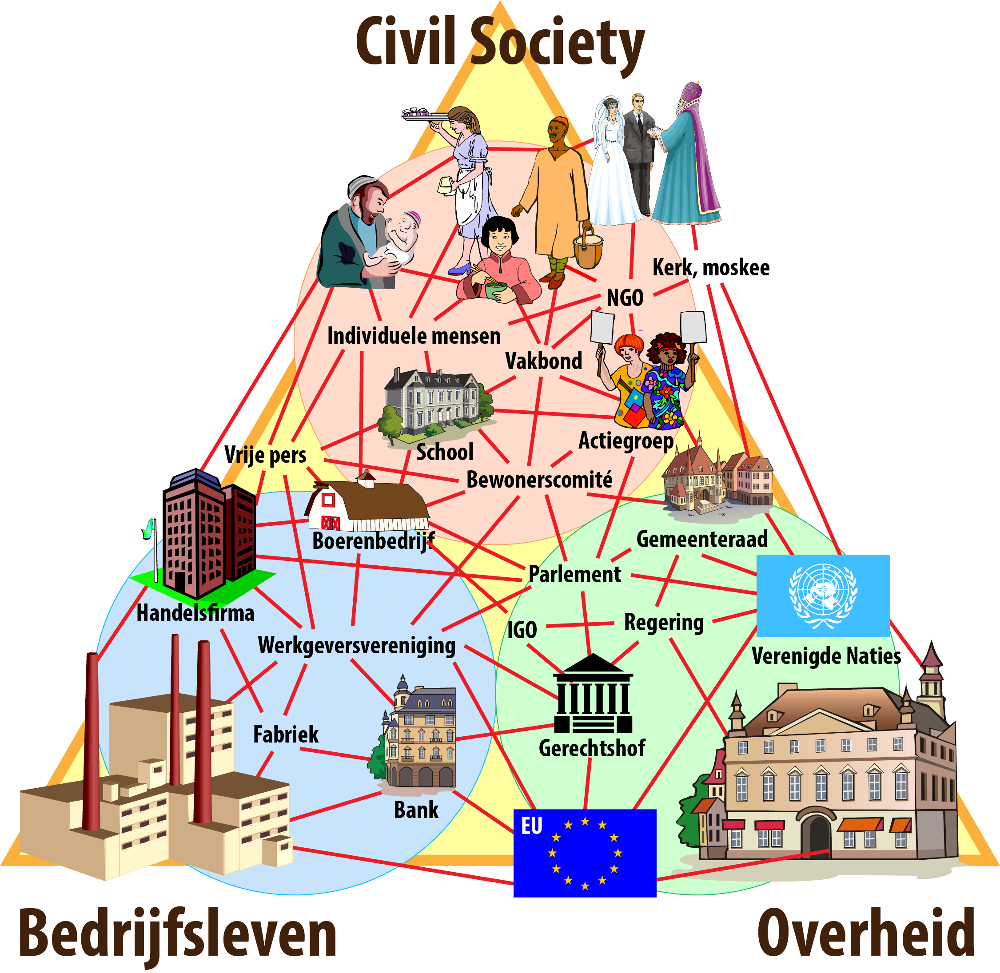 Civil Society
Kerk, moskee
NGO
Individuele mensen
Vakbond
Actiegroep
School
Vrije pers
Bewonerscomité
Gemeenteraad
Boerenbedrijf
Parlement
Handelsfirma
Regering
IGO
Werkgeversvereniging
Verenigde Naties
Fabriek
Gerechtshof
Bank
EU
Bedrijfsleven
Overheid